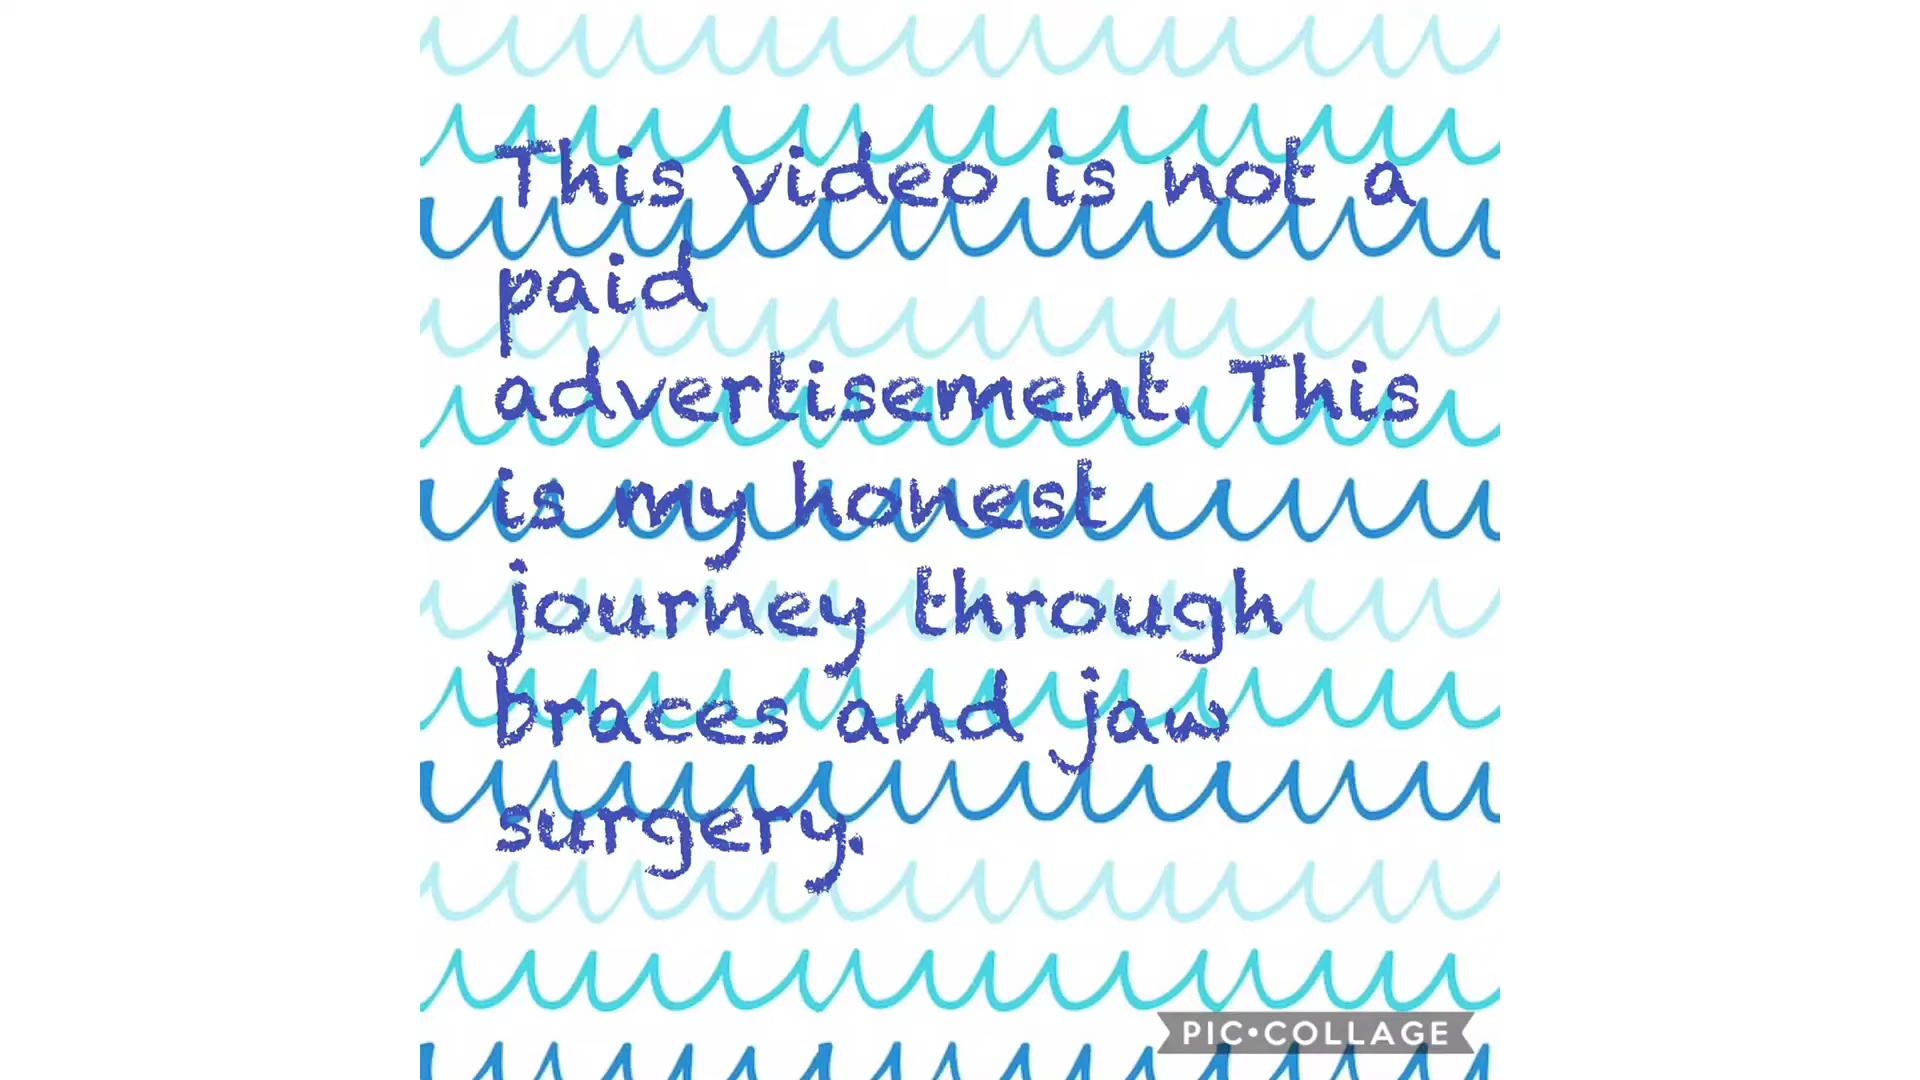 This video is not a
paid
advertisement. This
is my honest
journey through
braces and jaw
surgery.
PIC•COLLAGE